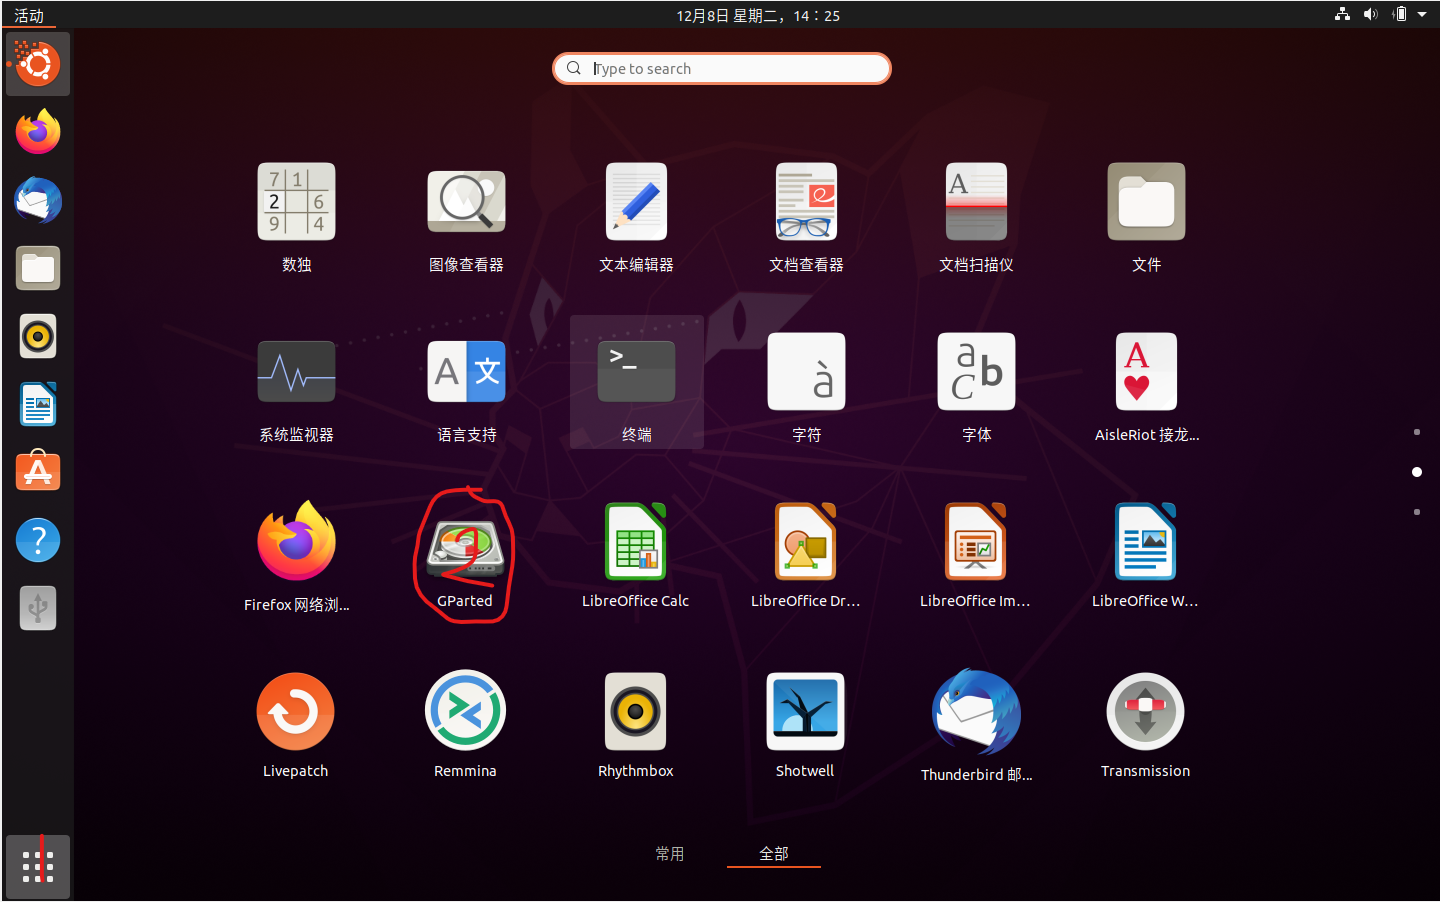 活动
12月8日 星期二，14：25
Type to search
7 1
2 6
9 4
A
数独
图像查看器
文本编辑器
文档查看器
文档扫描仪
文件
>_
A 文
à
a b c
A
系统监视器
语言支持
终端
字符
字体
AisleRiot 接龙...
2
Firefox 网络浏...
GParted
LibreOffice Calc
LibreOffice Dr...
LibreOffice Im...
LibreOffice W...
?
Livepatch
Remmina
Rhythmbox
Shotwell
Thunderbird 邮...
Transmission
1
常用
全部